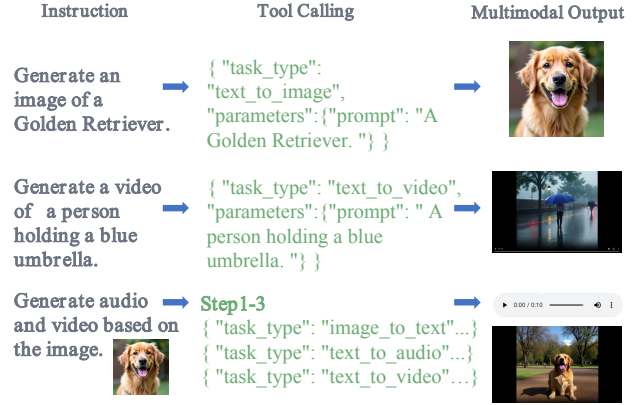 Instruction
Tool Calling
Multimodal Output
Generate an
image of a
Golden Retriever.
{ "task_type":
"text_to_image",
"parameters":{"prompt": "A
Golden Retriever. "} }
Generate a video
of a person
holding a blue
umbrella.
{ "task_type": "text_to_video",
"parameters":{"prompt": " A
person holding a blue
umbrella. "} }
Generate audio
and video based on
the image.
Step1-3
{ "task_type": "image_to_text"...}
{ "task_type": "text_to_audio"...}
{ "task_type": "text_to_video"…}
0:00 / 0:10